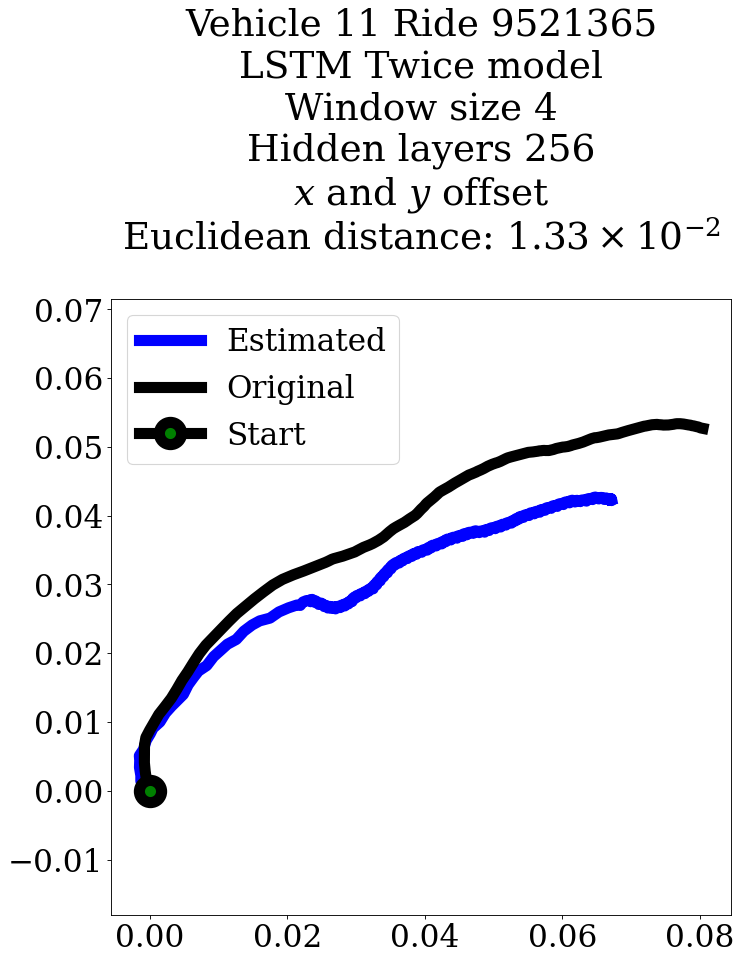 Vehicle 11 Ride 9521365
LSTM Twice model
Window size 4
Hidden layers 256
x and y offset
Euclidean distance: 1.33 × 10⁻²
0.07
0.06
0.05
0.04
0.03
0.02
0.01
0.00
−0.01
Estimated
Original
Start
0.00 0.02 0.04 0.06 0.08